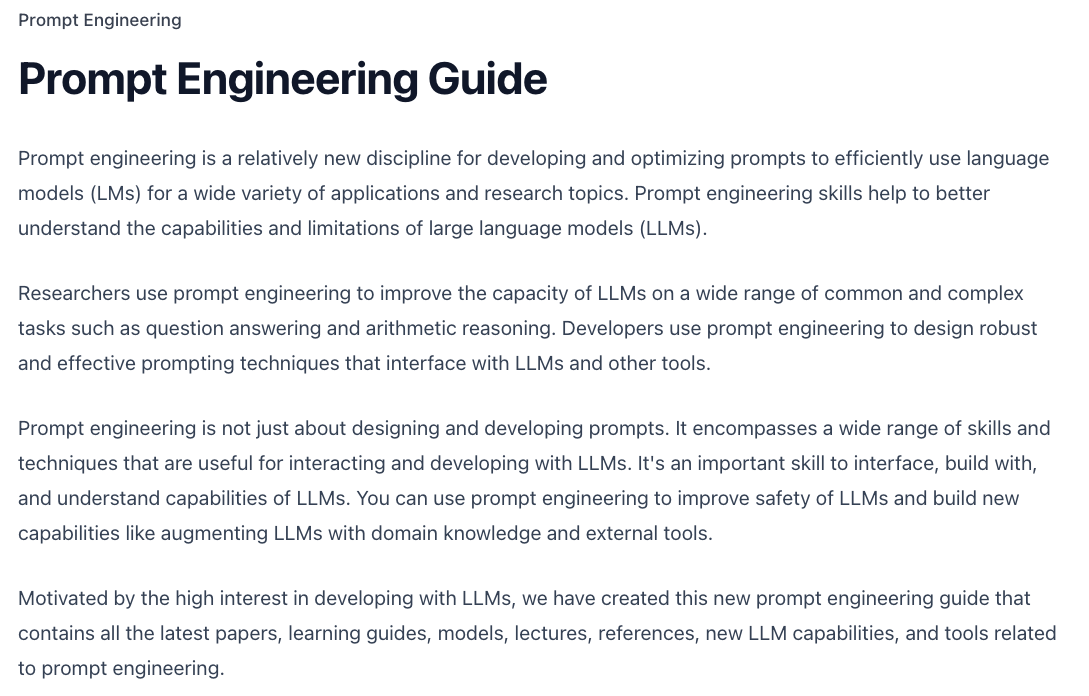 Prompt Engineering
Prompt Engineering Guide
Prompt engineering is a relatively new discipline for developing and optimizing prompts to efficiently use language
models (LMs) for a wide variety of applications and research topics. Prompt engineering skills help to better
understand the capabilities and limitations of large language models (LLMs).
Researchers use prompt engineering to improve the capacity of LLMs on a wide range of common and complex
tasks such as question answering and arithmetic reasoning. Developers use prompt engineering to design robust
and effective prompting techniques that interface with LLMs and other tools.
Prompt engineering is not just about designing and developing prompts. It encompasses a wide range of skills and
techniques that are useful for interacting and developing with LLMs. It's an important skill to interface, build with,
and understand capabilities of LLMs. You can use prompt engineering to improve safety of LLMs and build new
capabilities like augmenting LLMs with domain knowledge and external tools.
Motivated by the high interest in developing with LLMs, we have created this new prompt engineering guide that
contains all the latest papers, learning guides, models, lectures, references, new LLM capabilities, and tools related
to prompt engineering.